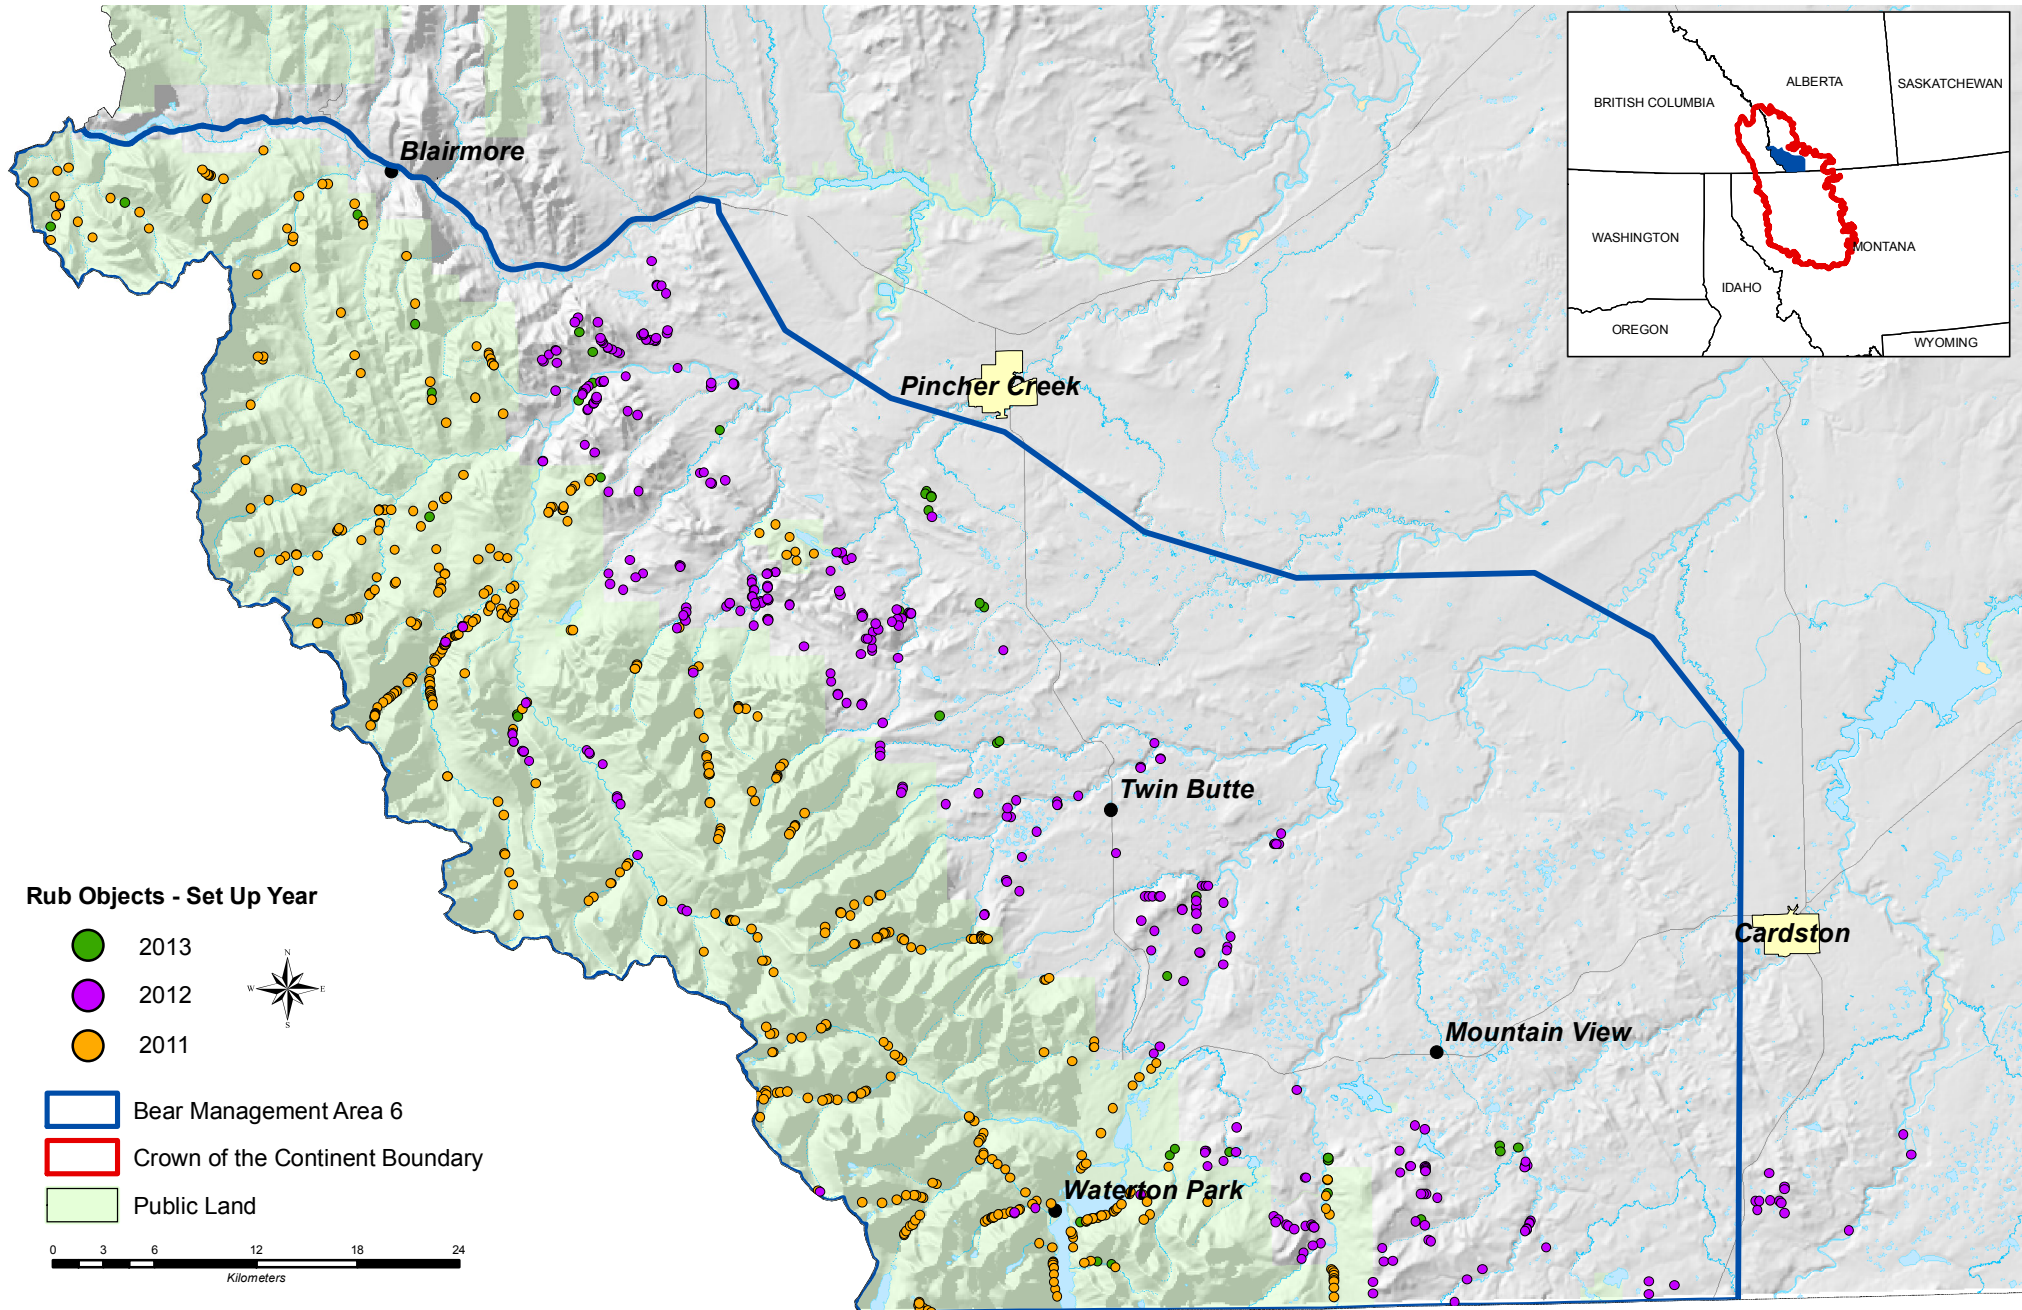 BRITISH COLUMBIA
ALBERTA
SASKATCHEWAN
WASHINGTON
MONTANA
IDAHO
OREGON
WYOMING
Blairmore
Pincher Creek
Twin Butte
Cardston
Mountain View
Waterton Park
Rub Objects - Set Up Year
2013
2012
2011
N
W
E
S
Bear Management Area 6
Crown of the Continent Boundary
Public Land
0 3 6 12 18 24
Kilometers